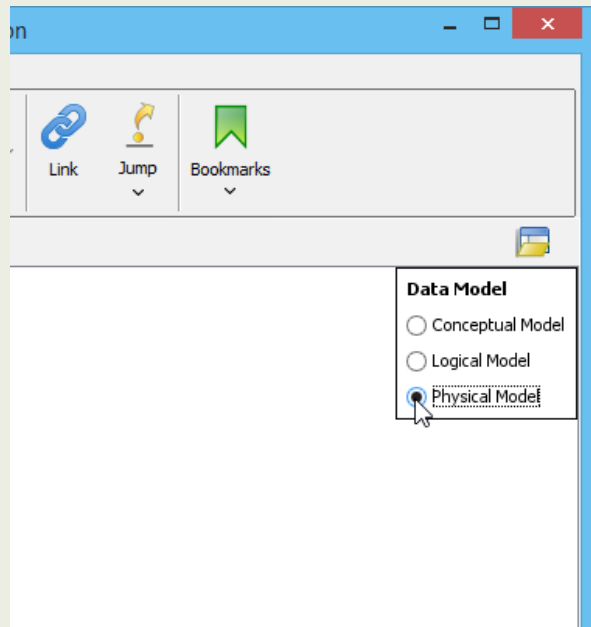 on
Link
Jump
Bookmarks
Data Model
Conceptual Model
Logical Model
Physical Model